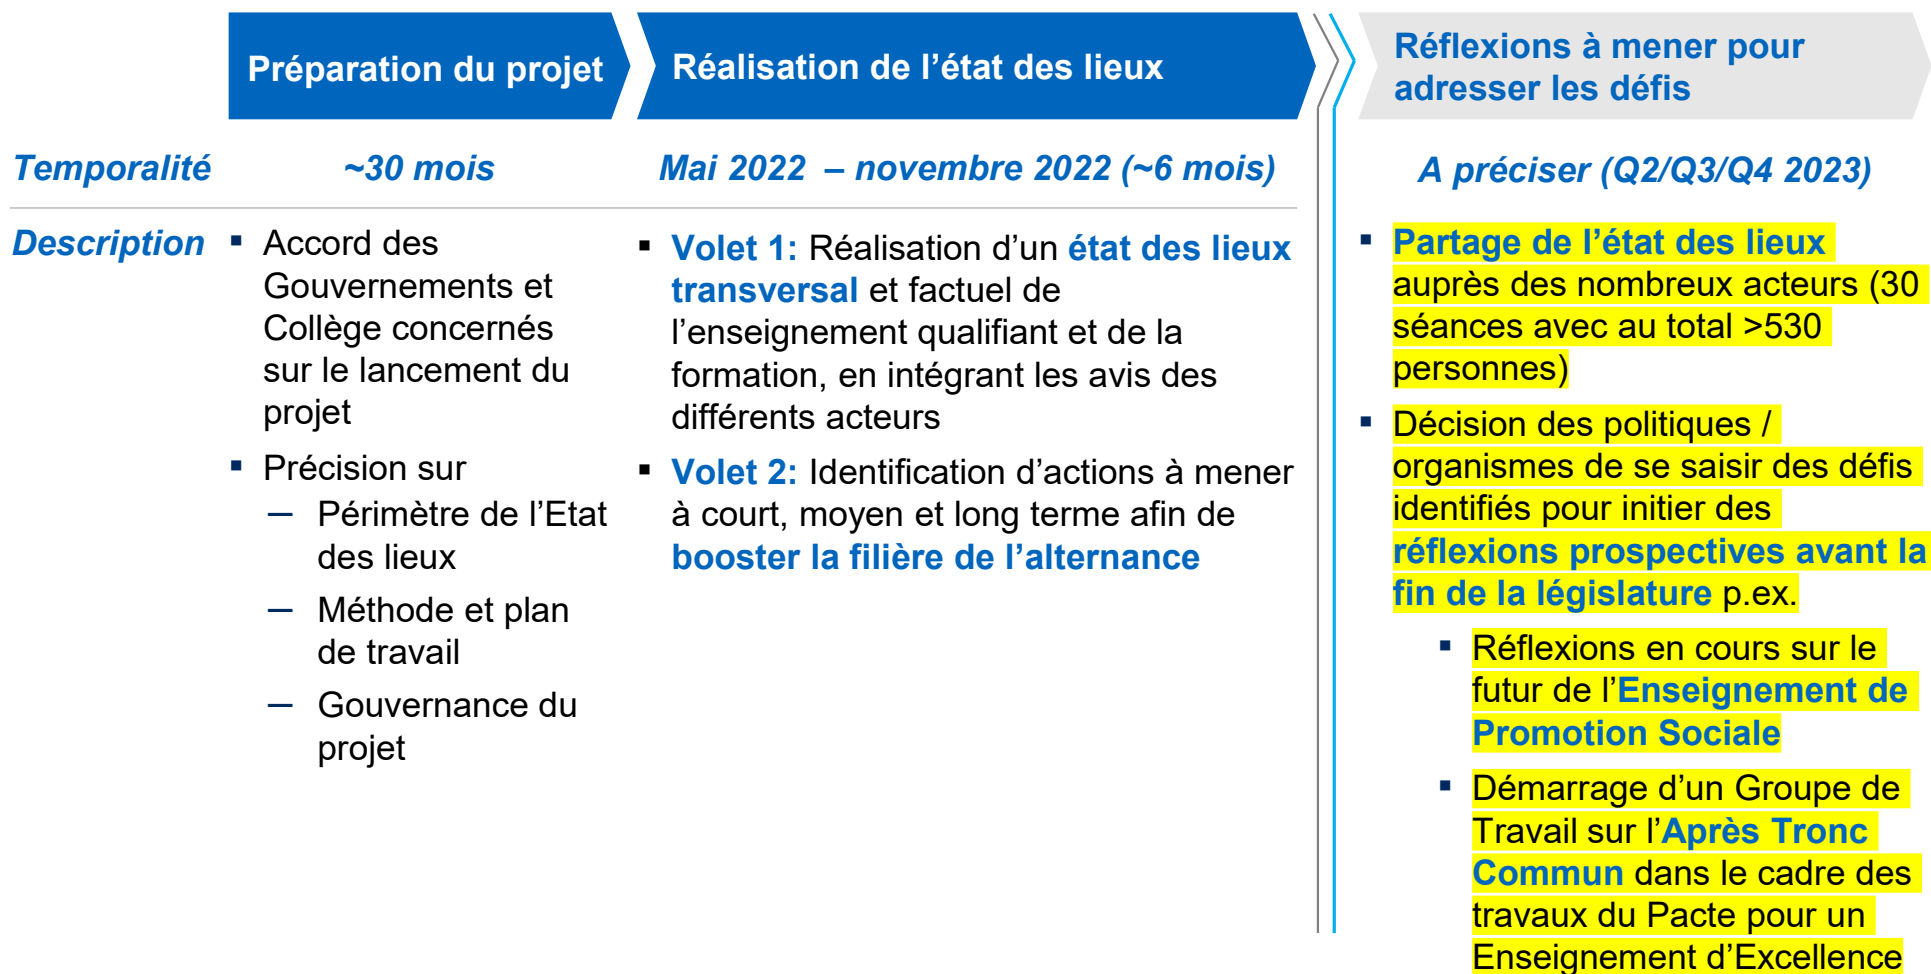 Préparation du projet
Réalisation de l’état des lieux
Réflexions à mener pour
adresser les défis
Temporalité
~30 mois
Mai 2022 – novembre 2022 (~6 mois)
A préciser (Q2/Q3/Q4 2023)
Description
▪ Accord des
Gouvernements et
Collège concernés
sur le lancement du
projet
▪ Précision sur
— Périmètre de l’Etat
des lieux
— Méthode et plan
de travail
— Gouvernance du
projet
▪ Volet 1: Réalisation d’un état des lieux
transversal et factuel de
l’enseignement qualifiant et de la
formation, en intégrant les avis des
différents acteurs
▪ Volet 2: Identification d’actions à mener
à court, moyen et long terme afin de
booster la filière de l’alternance
▪ Partage de l’état des lieux
auprès des nombreux acteurs (30
séances avec au total >530
personnes)
▪ Décision des politiques /
organismes de se saisir des défis
identifiés pour initier des
réflexions prospectives avant la
fin de la législature p.ex.
▪ Réflexions en cours sur le
futur de l’Enseignement de
Promotion Sociale
▪ Démarrage d’un Groupe de
Travail sur l’Après Tronc
Commun dans le cadre des
travaux du Pacte pour un
Enseignement d’Excellence